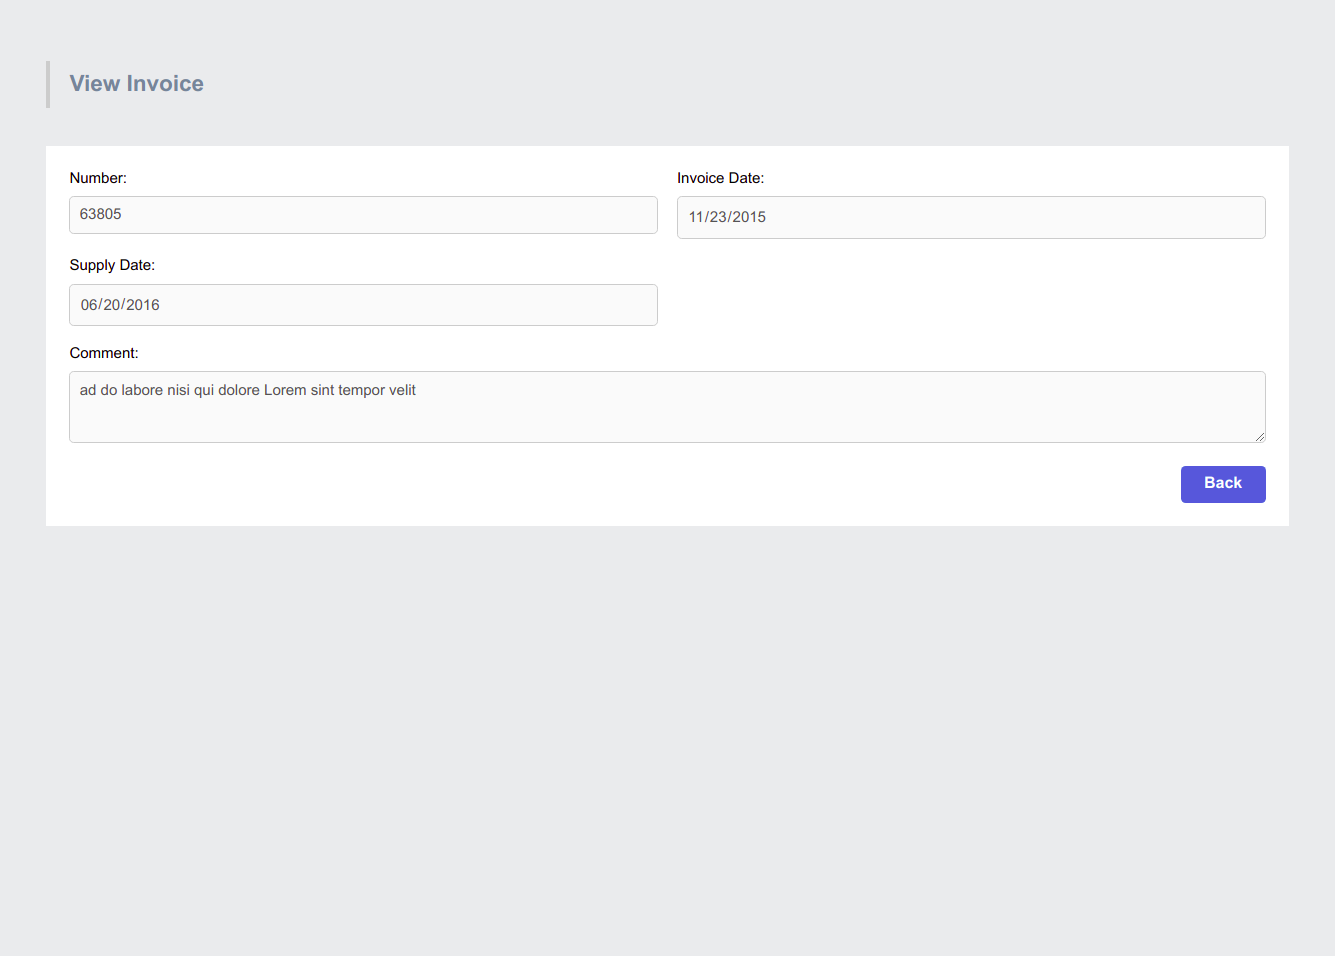 View Invoice
Number:
63805
Invoice Date:
11/23/2015
Supply Date:
06/20/2016
Comment:
ad do labore nisi qui dolore Lorem sint tempor velit
Back